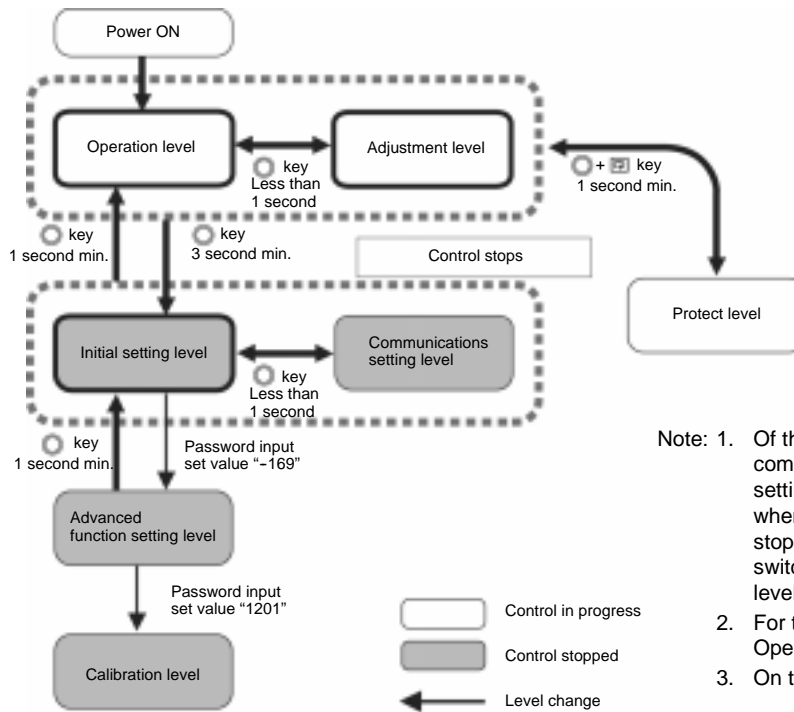 Power ON
Operation level
Adjustment level
key
Less than
1 second
+ key
1 second min.
key
1 second min.
key
3 second min.
Control stops
Protect level
Initial setting level
Communications
setting level
key
Less than
1 second
key
1 second min.
Password input
set value "-169"
Advanced
function setting level
Password input
set value "1201"
Calibration level
Control in progress
Control stopped
Level change
Note: 1. Of th
com
setti
wher
stop
switc
level
2. For t
Ope
3. On t